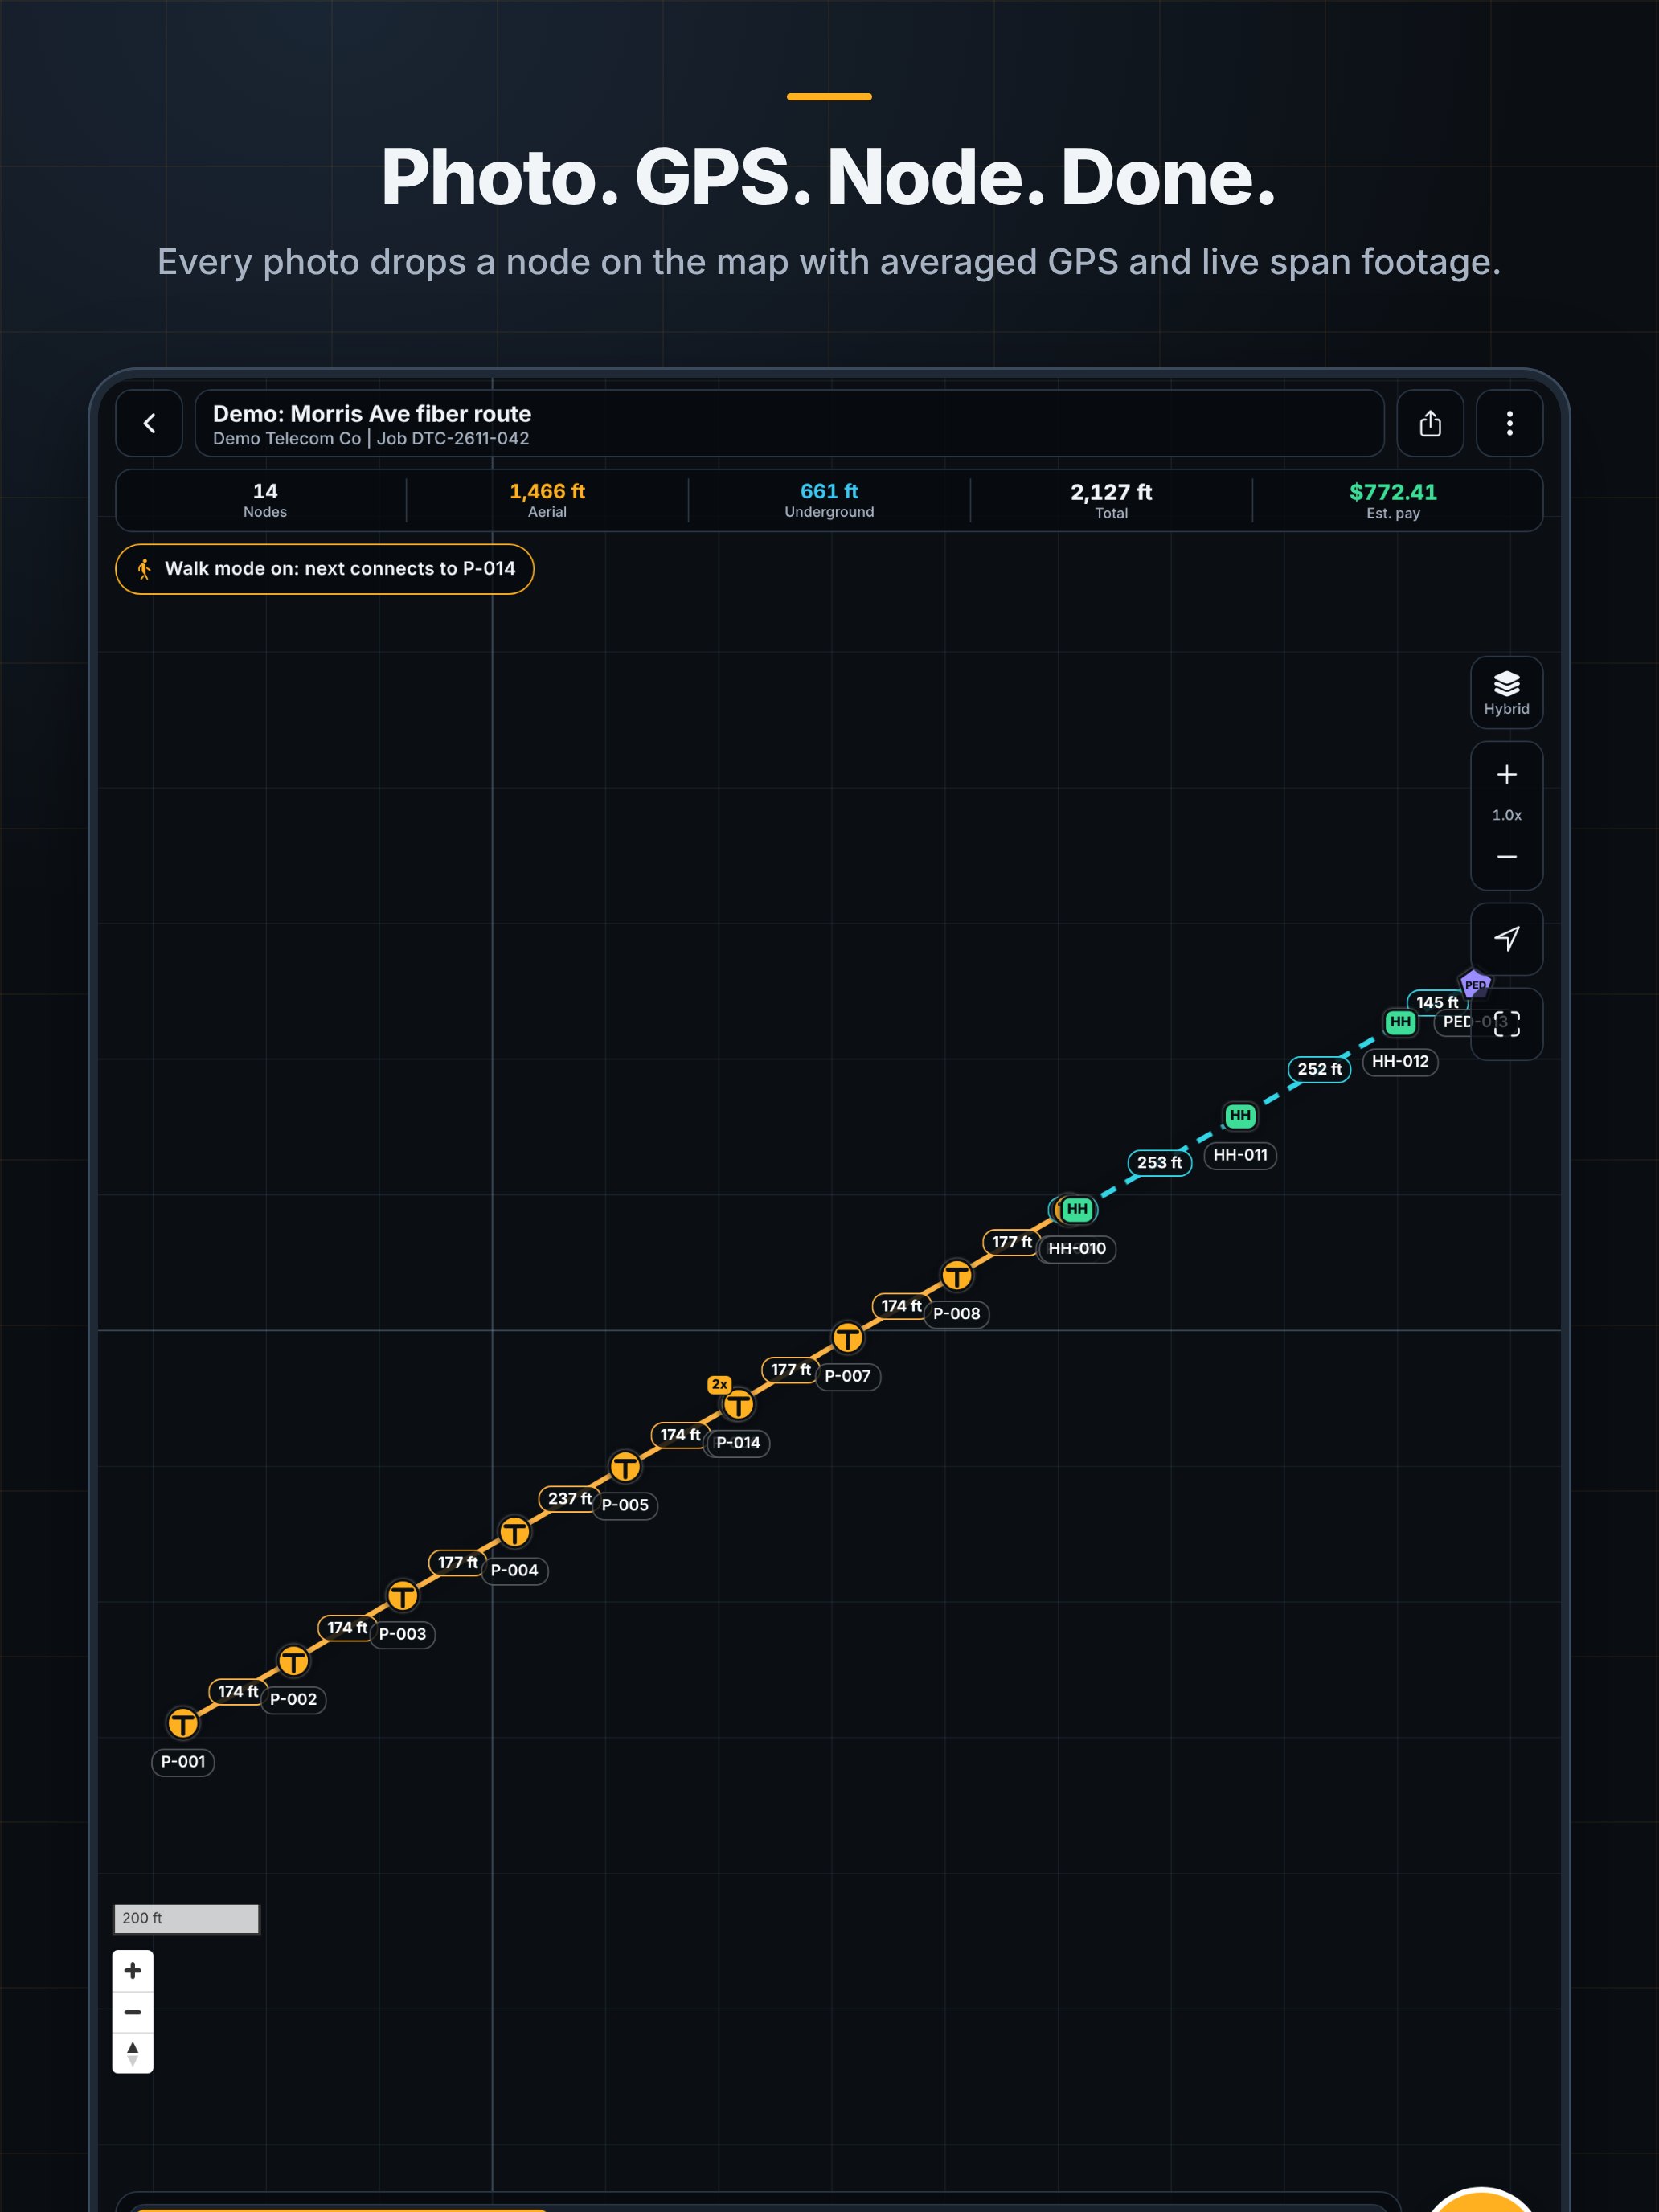 Photo. GPS. Node. Done.
Every photo drops a node on the map with averaged GPS and live span footage.
Demo: Morris Ave fiber route
Demo Telecom Co | Job DTC-2611-042
14
Nodes
1,466 ft
Aerial
661 ft
Underground
2,127 ft
Total
$772.41
Est. pay
Walk mode on: next connects to P-014
Hybrid
1.0x
PED
145 ft
HH
PED-013
HH-012
252 ft
HH
HH-011
253 ft
HH
177 ft
HH-010
174 ft
P-008
177 ft
P-007
2x
174 ft
P-014
237 ft
P-005
177 ft
P-004
174 ft
P-003
174 ft
P-002
P-001
200 ft